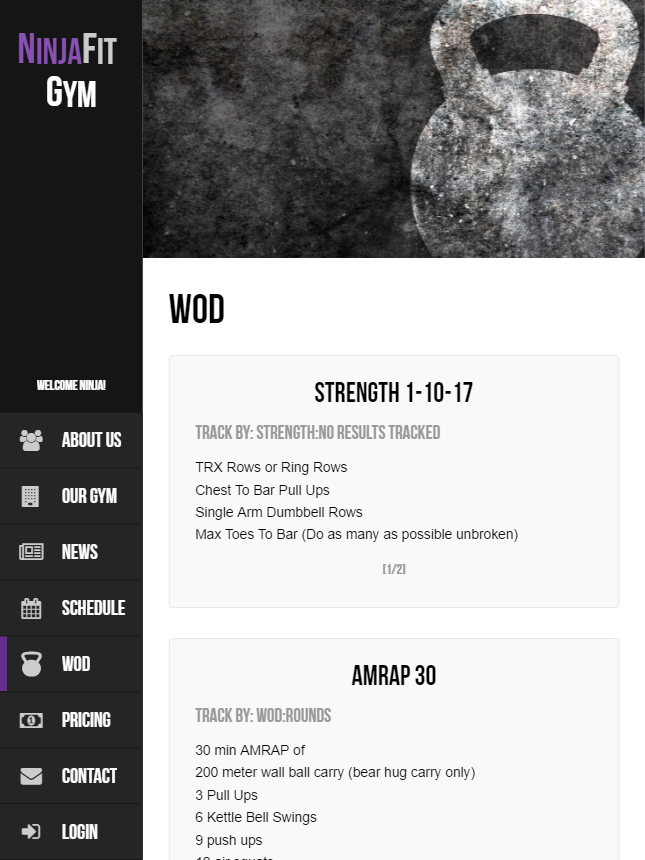 NINJAFIT
GYM
WELCOME NINJA!
ABOUT US
OUR GYM
NEWS
SCHEDULE
WOD
PRICING
CONTACT
LOGIN
WOD
STRENGTH 1-10-17
TRACK BY: STRENGTH:NO RESULTS TRACKED
TRX Rows or Ring Rows
Chest To Bar Pull Ups
Single Arm Dumbbell Rows
Max Toes To Bar (Do as many as possible unbroken)
[1/2]
AMRAP 30
TRACK BY: WOD:ROUNDS
30 min AMRAP of
200 meter wall ball carry (bear hug carry only)
3 Pull Ups
6 Kettle Bell Swings
9 push ups